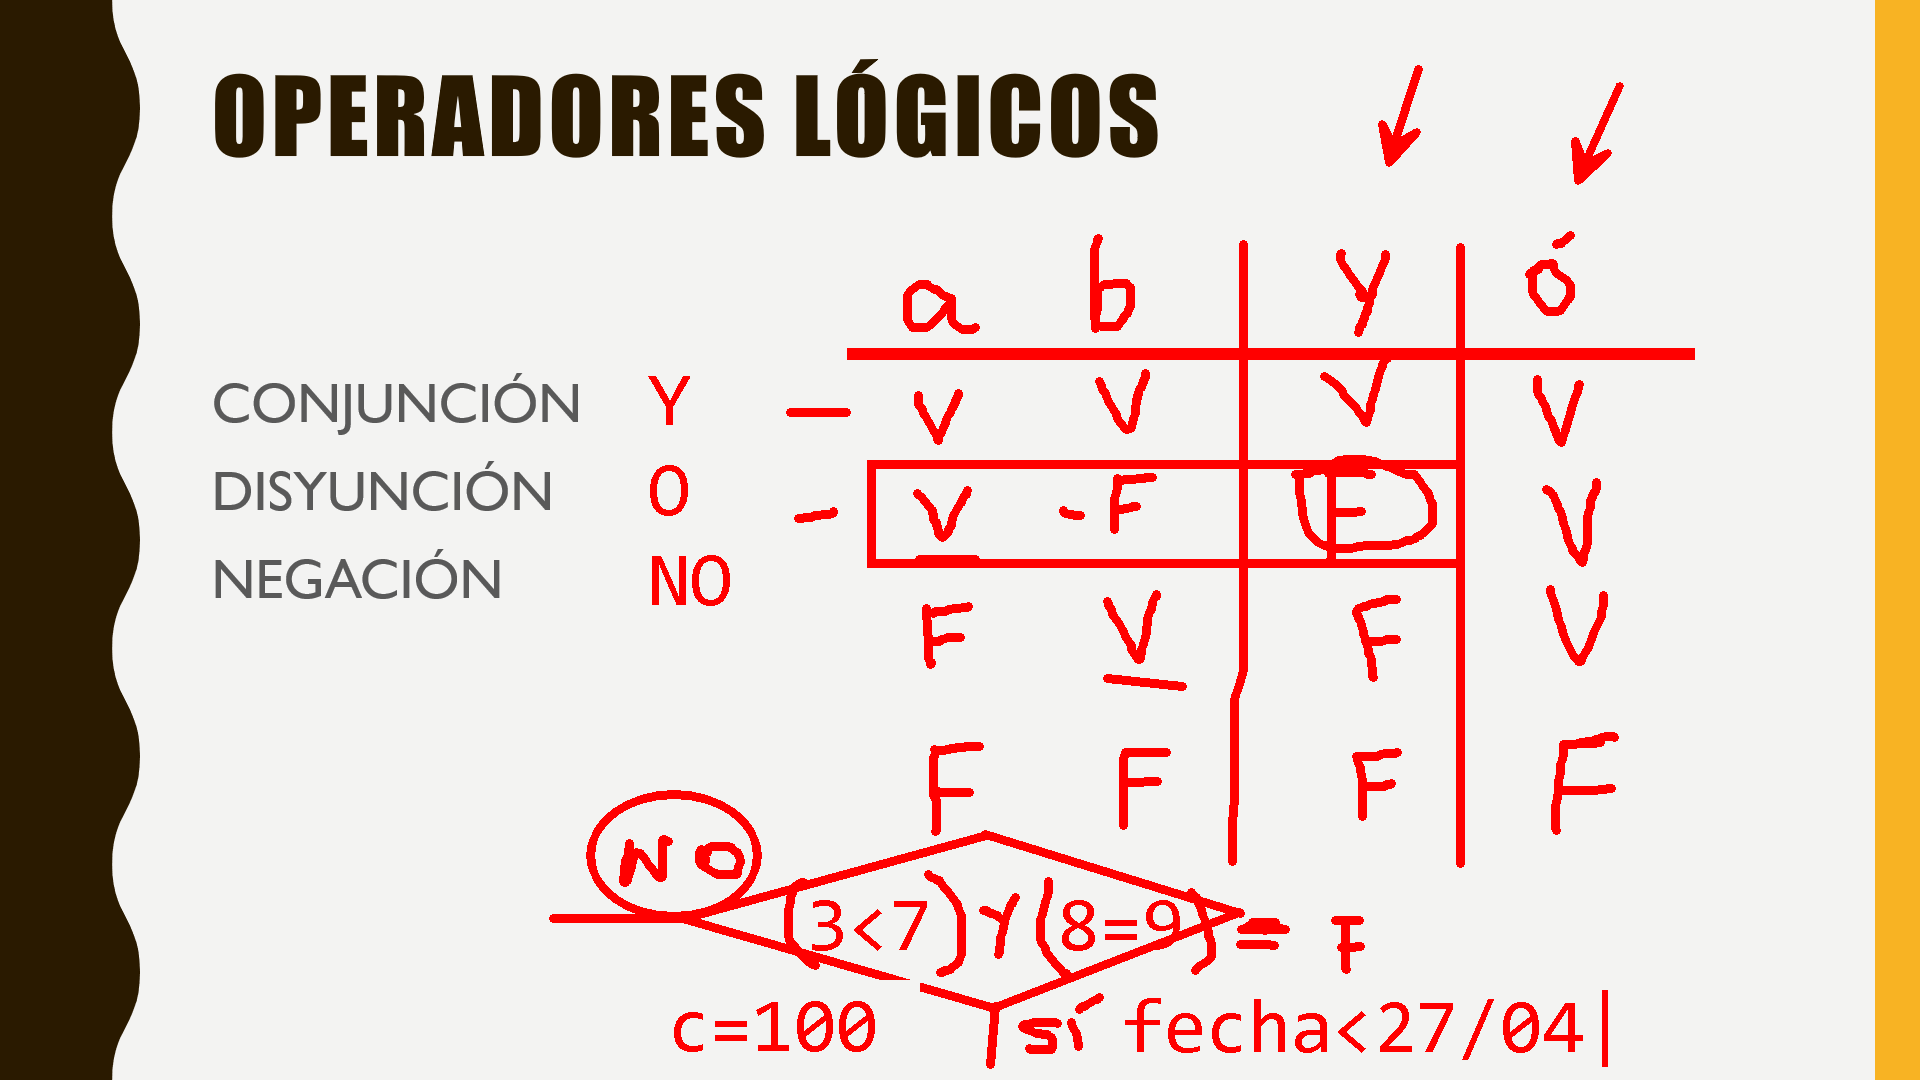 OPERADORES LÓGICOS
a b y ó
CONJUNCIÓN Y – V V V V
DISYUNCIÓN O – V - F F V
NEGACIÓN NO
F V F V
F F F F
NO
(3<7) Y (8=9) = F
c=100 sí fecha<27/04|